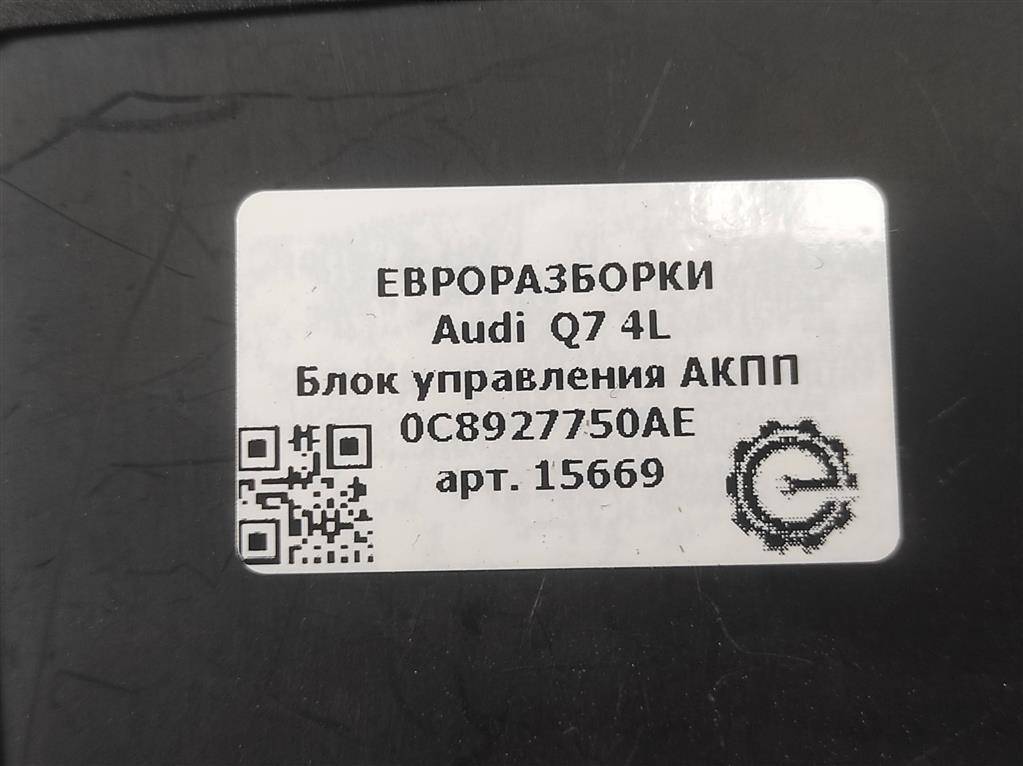 ЕВРОРАЗБОРКИ
Audi Q7 4L
Блок управления АКПП
0C8927750AE
арт. 15669